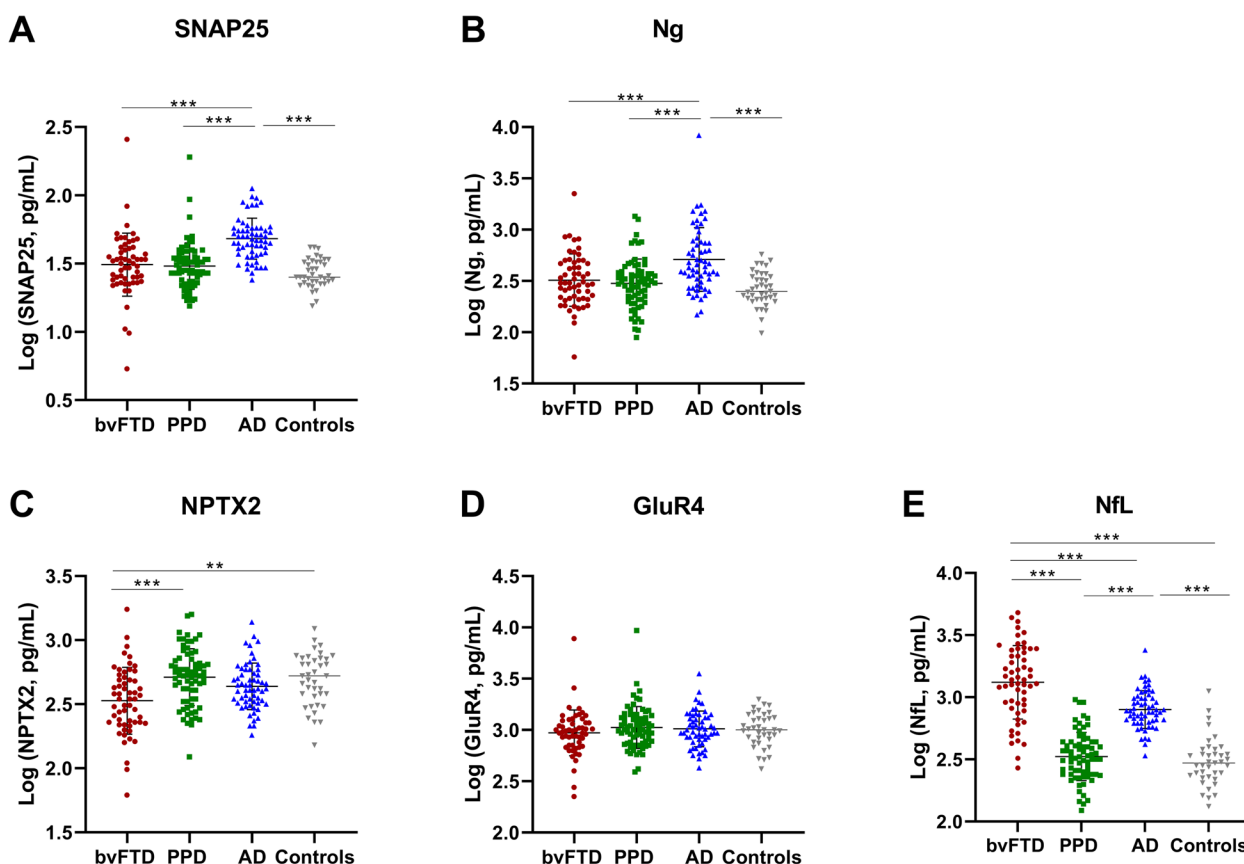 A
SNAP25
***
***
***
Log (SNAP25, pg/mL)
2.5
2.0
1.5
1.0
0.5
bvFTD PPD AD Controls
B
Ng
***
***
***
Log (Ng, pg/mL)
4.0
3.5
3.0
2.5
2.0
1.5
bvFTD PPD AD Controls
C
NPTX2
**
***
Log (NPTX2, pg/mL)
3.5
3.0
2.5
2.0
1.5
bvFTD PPD AD Controls
D
GluR4
Log (GluR4, pg/mL)
4.5
4.0
3.5
3.0
2.5
2.0
bvFTD PPD AD Controls
E
NfL
***
***
***
***
***
Log (NfL, pg/mL)
4.0
3.5
3.0
2.5
2.0
bvFTD PPD AD Controls